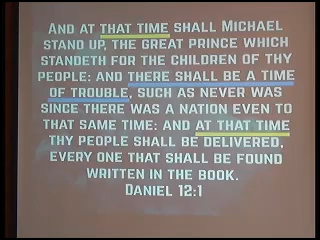 And at that time shall Michael
stand up, the great prince which
standeth for the children of thy
people: and there shall be a time
of trouble, such as never was
since there was a nation even to
that same time: and at that time
thy people shall be delivered,
every one that shall be found
written in the book.
Daniel 12:1